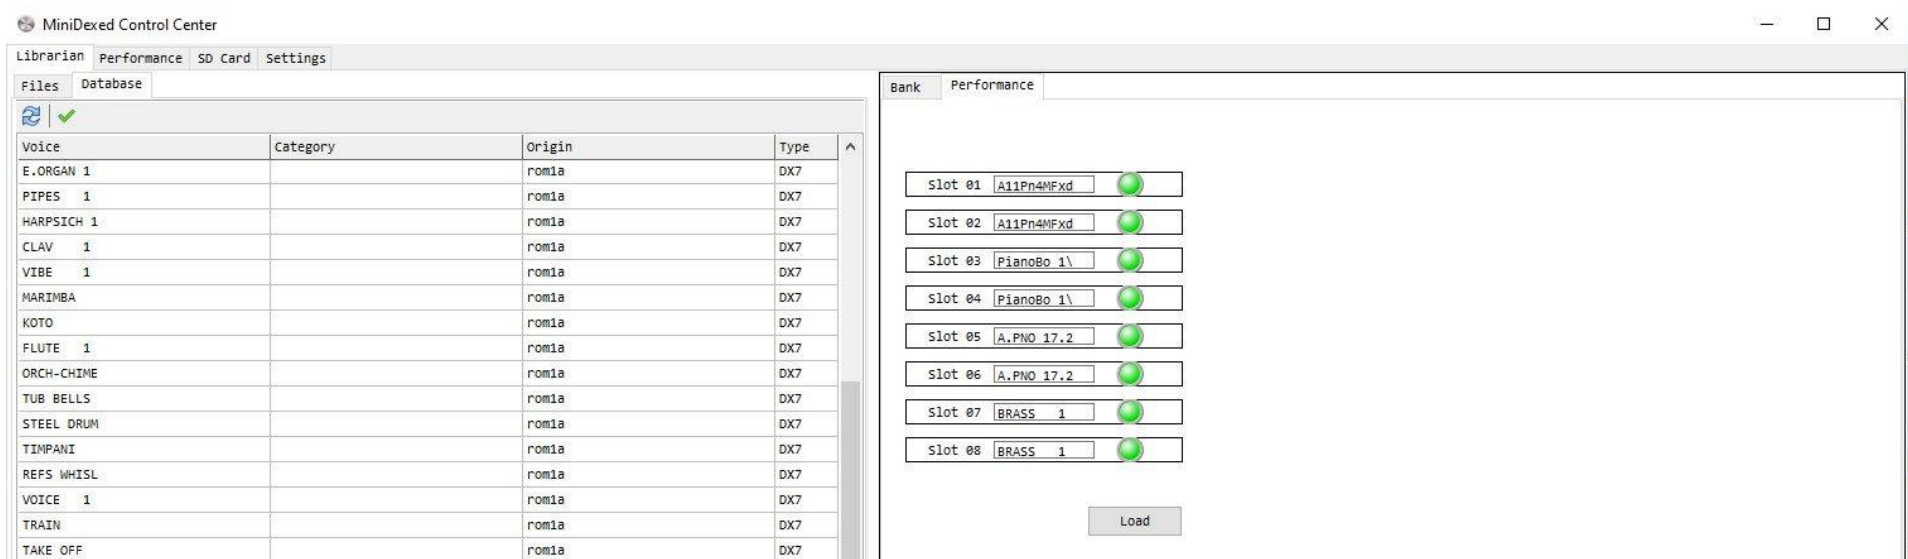 MiniDexed Control Center
Librarian Performance SD Card Settings
Files Database
Voice Category Origin Type
E.ORGAN 1 rom1a DX7
PIPES 1 rom1a DX7
HARPSICH 1 rom1a DX7
CLAV 1 rom1a DX7
VIBE 1 rom1a DX7
MARIMBA rom1a DX7
KOTO rom1a DX7
FLUTE 1 rom1a DX7
ORCH-CHIME rom1a DX7
TUB BELLS rom1a DX7
STEEL DRUM rom1a DX7
TIMPANI rom1a DX7
REFS WHISL rom1a DX7
VOICE 1 rom1a DX7
TRAIN rom1a DX7
TAKE OFF rom1a DX7
Bank Performance
Slot 01 A11Pn4MFxd
Slot 02 A11Pn4MFxd
Slot 03 PianoBo 1\
Slot 04 PianoBo 1\
Slot 05 A.PNO 17.2
Slot 06 A.PNO 17.2
Slot 07 BRASS 1
Slot 08 BRASS 1
Load